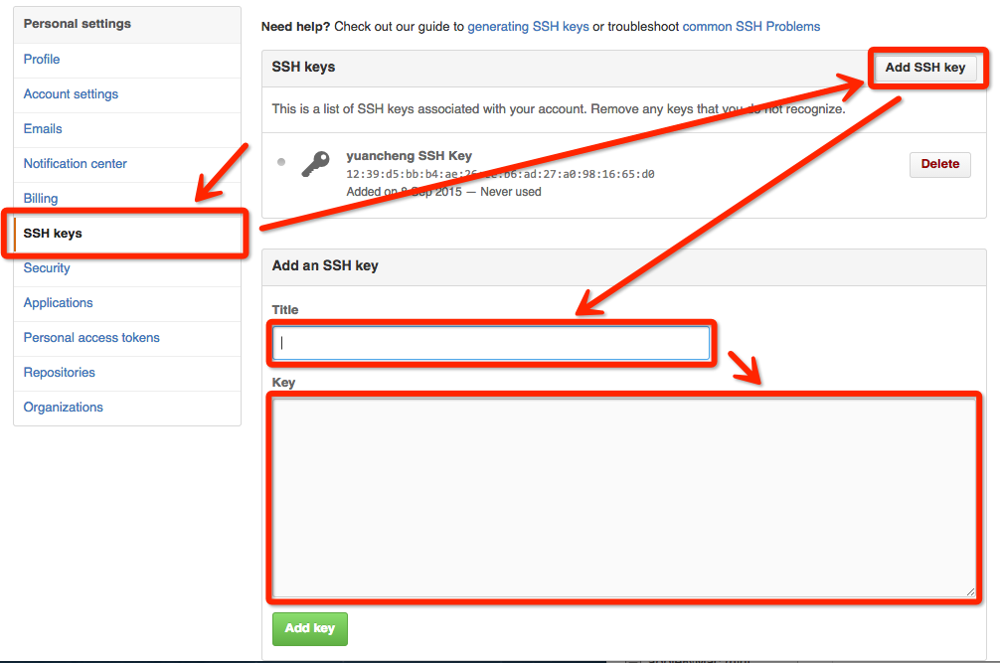 Personal settings
Profile
Account settings
Emails
Notification center
Billing
SSH keys
Security
Applications
Personal access tokens
Repositories
Organizations
Need help? Check out our guide to generating SSH keys or troubleshoot common SSH Problems
SSH keys
Add SSH key
This is a list of SSH keys associated with your account. Remove any keys that you do not recognize.
yuancheng SSH Key
12:39:d5:bb:b4:ae:26: :b6:ad:27:a0:98:16:65:d0
Added on 8 Sep 2015 — Never used
Delete
Add an SSH key
Title
Key
Add key